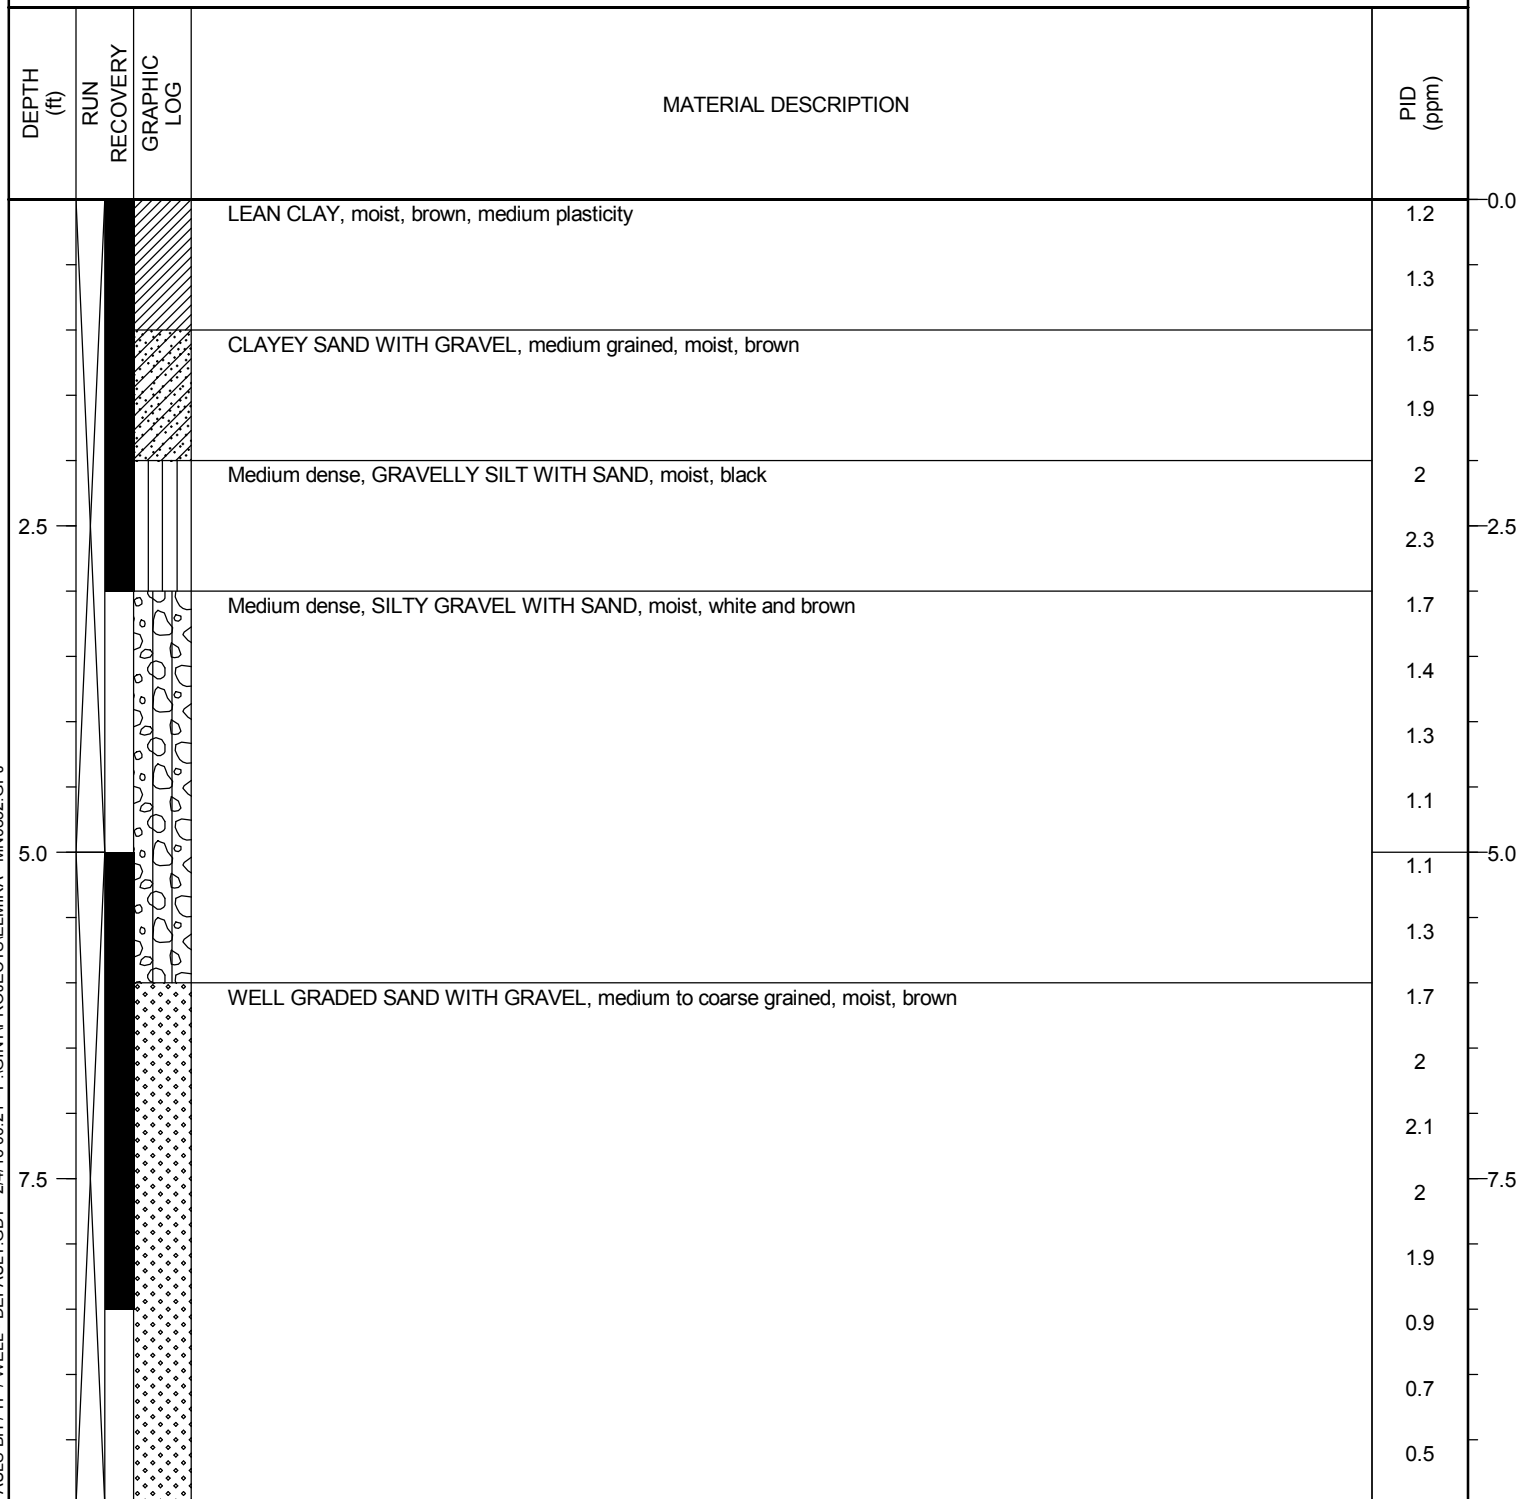 DEPTH
(ft)
RUN
RECOVERY
GRAPHIC
LOG
MATERIAL DESCRIPTION
PID
(ppm)
0.0
LEAN CLAY, moist, brown, medium plasticity
1.2
1.3
CLAYEY SAND WITH GRAVEL, medium grained, moist, brown
1.5
1.9
Medium dense, GRAVELLY SILT WITH SAND, moist, black
2
2.5
2.5
2.3
Medium dense, SILTY GRAVEL WITH SAND, moist, white and brown
1.7
1.4
1.3
1.1
5.0
5.0
1.1
1.3
WELL GRADED SAND WITH GRAVEL, medium to coarse grained, moist, brown
1.7
2
2.1
7.5
7.5
2
1.9
0.9
0.7
0.5